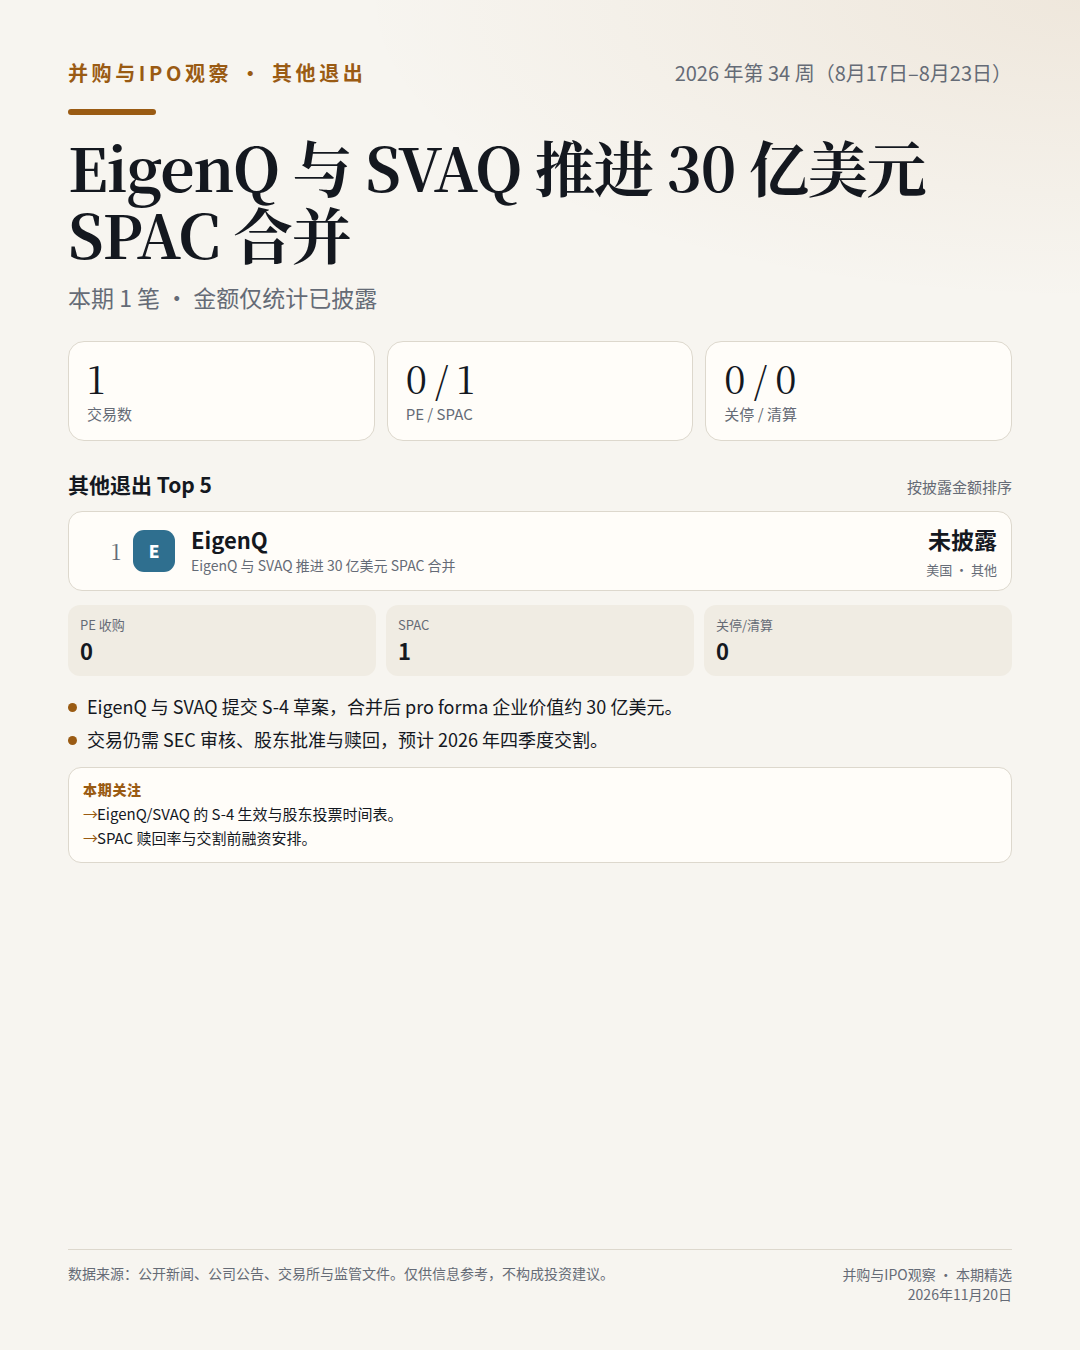 并购与IPO观察 · 其他退出
2026 年第 34 周（8月17日–8月23日）
EigenQ 与 SVAQ 推进 30 亿美元
SPAC 合并
本期 1 笔 · 金额仅统计已披露
1
交易数
0 / 1
PE / SPAC
0 / 0
关停 / 清算
其他退出 Top 5
按披露金额排序
1
E
EigenQ
EigenQ 与 SVAQ 推进 30 亿美元 SPAC 合并
未披露
美国 · 其他
PE 收购
0
SPAC
1
关停/清算
0
EigenQ 与 SVAQ 提交 S-4 草案，合并后 pro forma 企业价值约 30 亿美元。
交易仍需 SEC 审核、股东批准与赎回，预计 2026 年四季度交割。
本期关注
→EigenQ/SVAQ 的 S-4 生效与股东投票时间表。
→SPAC 赎回率与交割前融资安排。
数据来源：公开新闻、公司公告、交易所与监管文件。仅供信息参考，不构成投资建议。
并购与IPO观察 · 本期精选
2026年11月20日